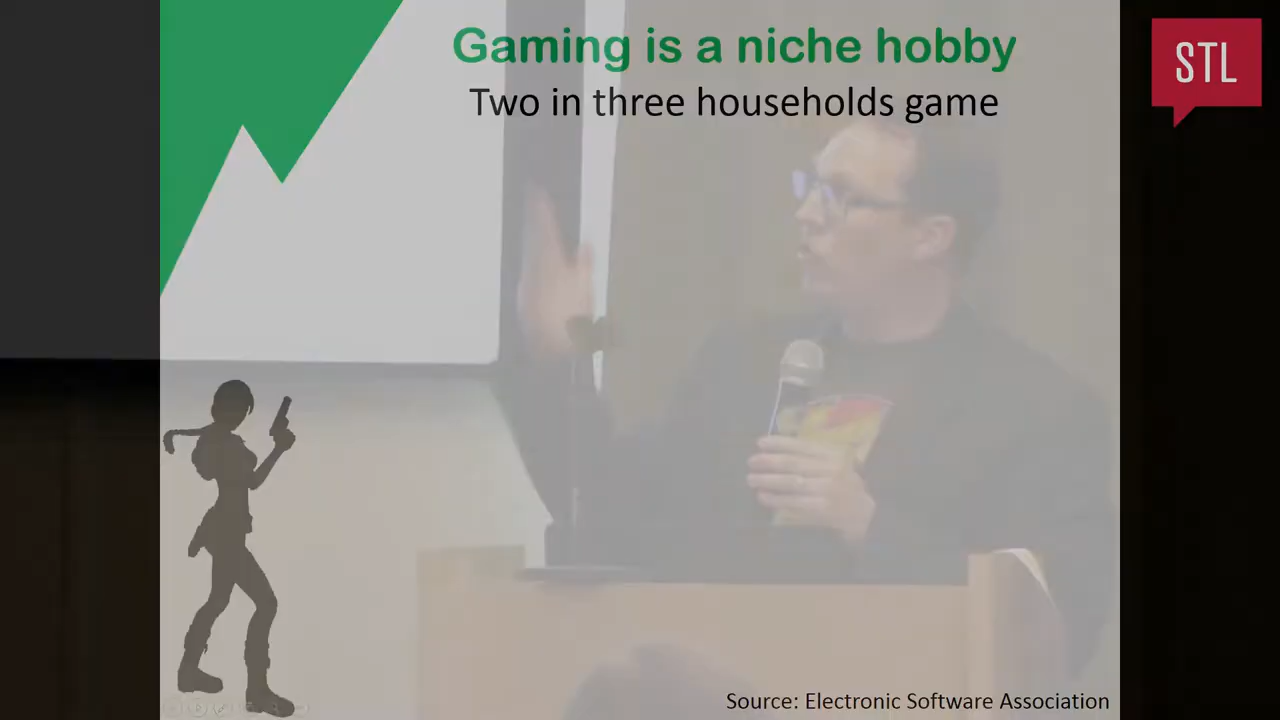 Gaming is a niche hobby
Two in three households game
STL
Source: Electronic Software Association